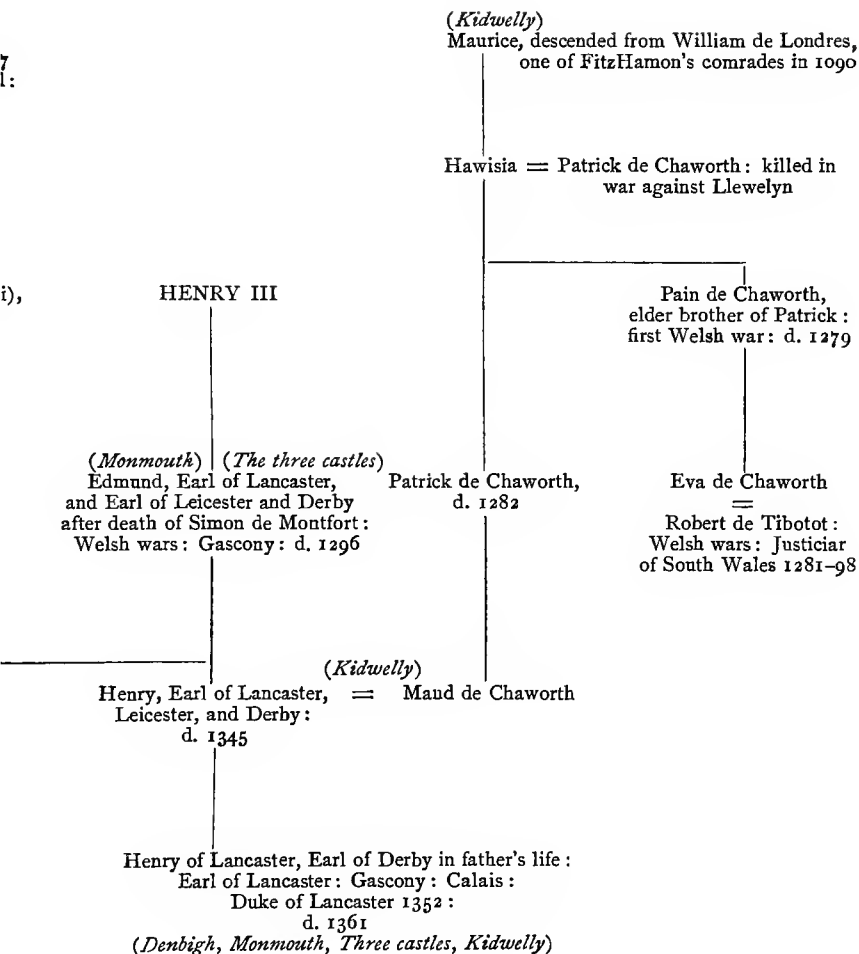 (Kidwelly)
Maurice, descended from William de Londres,
one of FitzHamon's comrades in 1090
7
l:
Hawisia = Patrick de Chaworth: killed in
war against Llewelyn
i),
HENRY III
Pain de Chaworth,
elder brother of Patrick:
first Welsh war: d. 1279
(Monmouth) (The three castles)
Edmund, Earl of Lancaster,
and Earl of Leicester and Derby
after death of Simon de Montfort:
Welsh wars: Gascony: d. 1296
Patrick de Chaworth,
d. 1282
Eva de Chaworth
=
Robert de Tibotot:
Welsh wars: Justiciar
of South Wales 1281–98
(Kidwelly)
Henry, Earl of Lancaster, = Maud de Chaworth
Leicester, and Derby:
d. 1345
Henry of Lancaster, Earl of Derby in father's life:
Earl of Lancaster: Gascony: Calais:
Duke of Lancaster 1352:
d. 1361
(Denbigh, Monmouth, Three castles, Kidwelly)